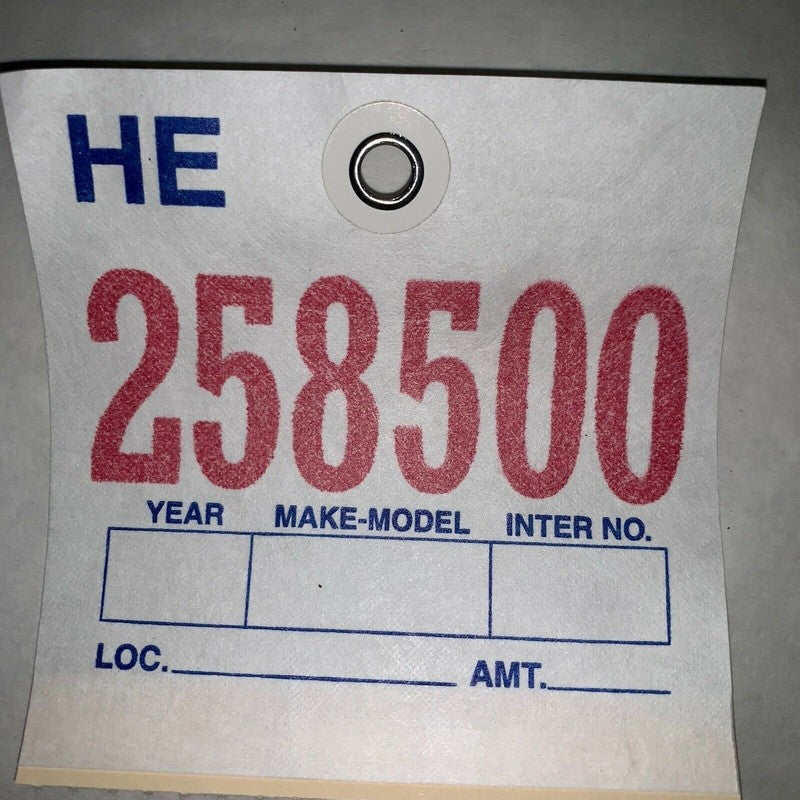 HE
258500
YEAR MAKE-MODEL INTER NO.
LOC. AMT.